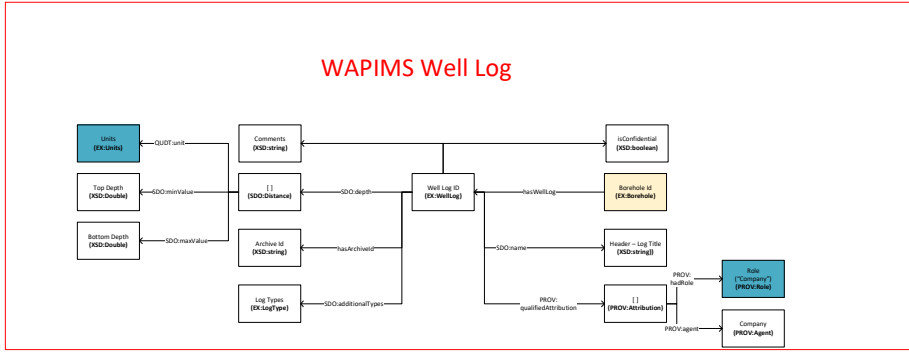 WAPIMS Well Log
Units
(EX:Units)
QUDT:unit
Comments
(XSD:string)
isConfidential
(XSD:boolean)
Top Depth
(XSD:Double)
SDO:minValue
[ ]
(SDO:Distance)
SDO:depth
Well Log ID
(EX:WellLog)
hasWellLog
Borehole Id
(EX:Borehole)
Bottom Depth
(XSD:Double)
SDO:maxValue
Archive Id
(XSD:string)
hasArchiveId
SDO:name
Header – Log Title
(XSD:string))
Log Types
(EX:LogType)
SDO:additionalTypes
PROV:
qualifiedAttribution
[ ]
(PROV:Attribution)
PROV:
hadRole
Role
("Company")
(PROV:Role)
PROV:agent
Company
(PROV:Agent)